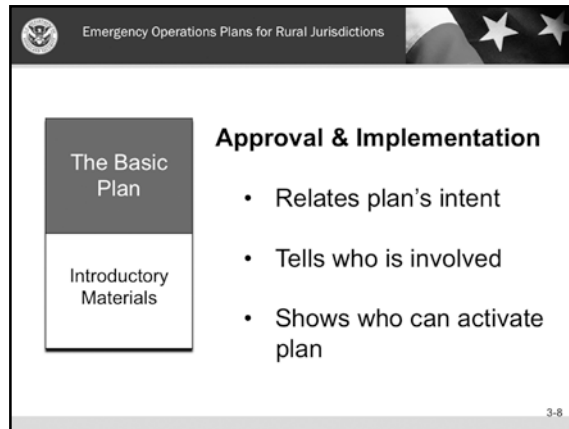 Emergency Operations Plans for Rural Jurisdictions
The Basic
Plan
Introductory
Materials
Approval & Implementation
• Relates plan's intent
• Tells who is involved
• Shows who can activate
plan
3-8